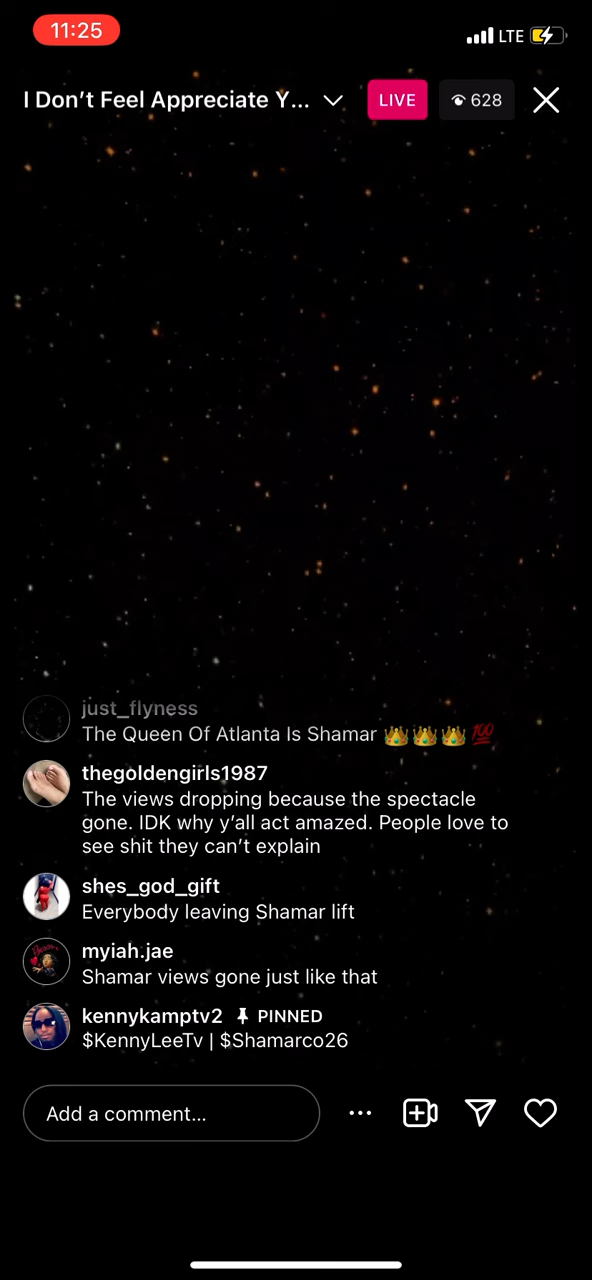 11:25
LTE
I Don't Feel Appreciate Y...
LIVE
628
just_flyness
The Queen Of Atlanta Is Shamar 👑👑👑💯
thegoldengirls1987
The views dropping because the spectacle
gone. IDK why y'all act amazed. People love to
see shit they can't explain
shes_god_gift
Everybody leaving Shamar lift
myiah.jae
Shamar views gone just like that
kennykamptv2 PINNED
$KennyLeeTv | $Shamarco26
Add a comment...